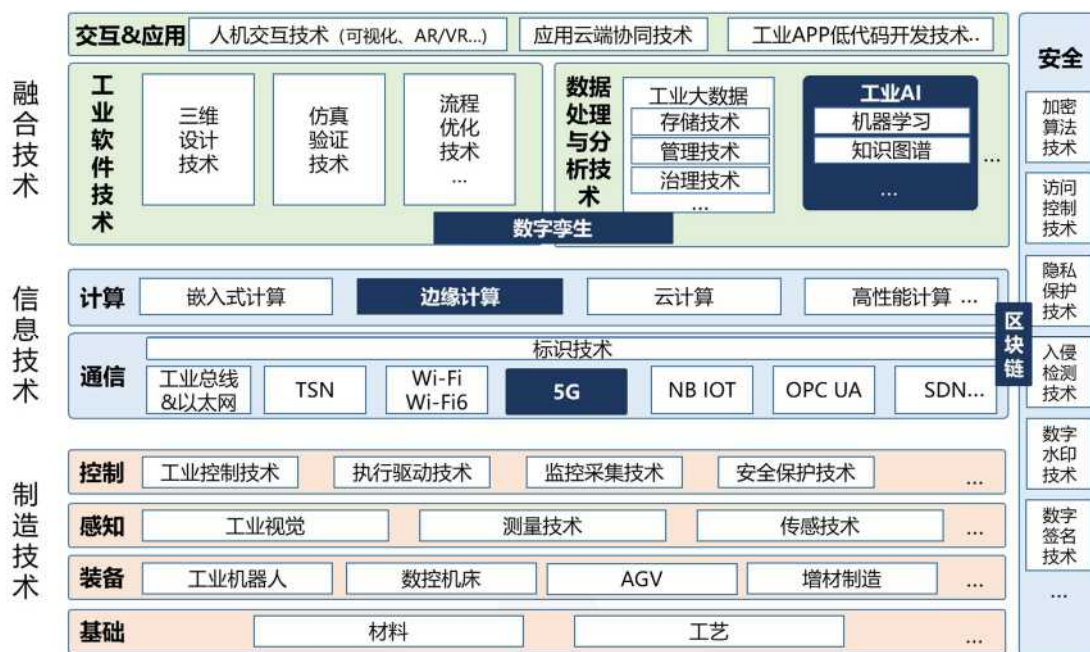 交互&应用
人机交互技术（可视化、AR/VR...）
应用云端协同技术
工业APP低代码开发技术..
融合技术
工业软件技术
三维
设计
技术
仿真
验证
技术
流程
优化
技术
...
数据
处理
与分
析技
术
工业大数据
存储技术
管理技术
治理技术
...
工业AI
机器学习
知识图谱
...
...
数字孪生
信息技术
计算
嵌入式计算
边缘计算
云计算
高性能计算 ...
通信
标识技术
工业总线
&以太网
TSN
Wi-Fi
Wi-Fi6
5G
NB IOT
OPC UA
SDN...
区块链
制造技术
控制
工业控制技术
执行驱动技术
监控采集技术
安全保护技术
...
感知
工业视觉
测量技术
传感技术
...
装备
工业机器人
数控机床
AGV
增材制造
...
基础
材料
工艺
...
安全
加密
算法
技术
访问
控制
技术
隐私
保护
技术
入侵
检测
技术
数字
水印
技术
数字
签名
技术
...